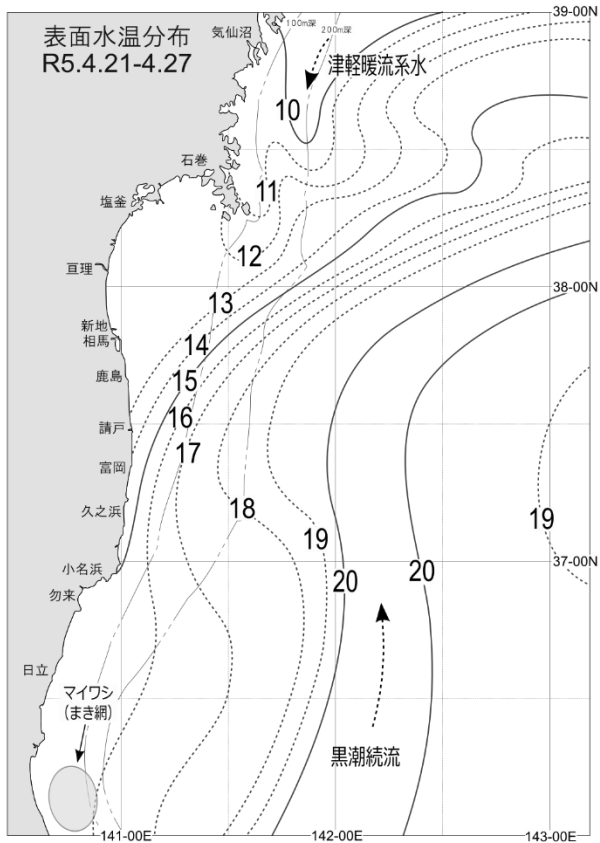 39-00N
100m深
200m深
表面水温分布
R5.4.21-4.27
気仙沼
津軽暖流系水
10
石巻
11
塩釜
12
亘理
38-00N
13
新地
相馬
14
鹿島
15
16
請戸
17
富岡
18
久之浜
19
19
37-00N
小名浜
20
20
勿来
日立
マイワシ
(まき網)
黒潮続流
141-00E
142-00E
143-00E